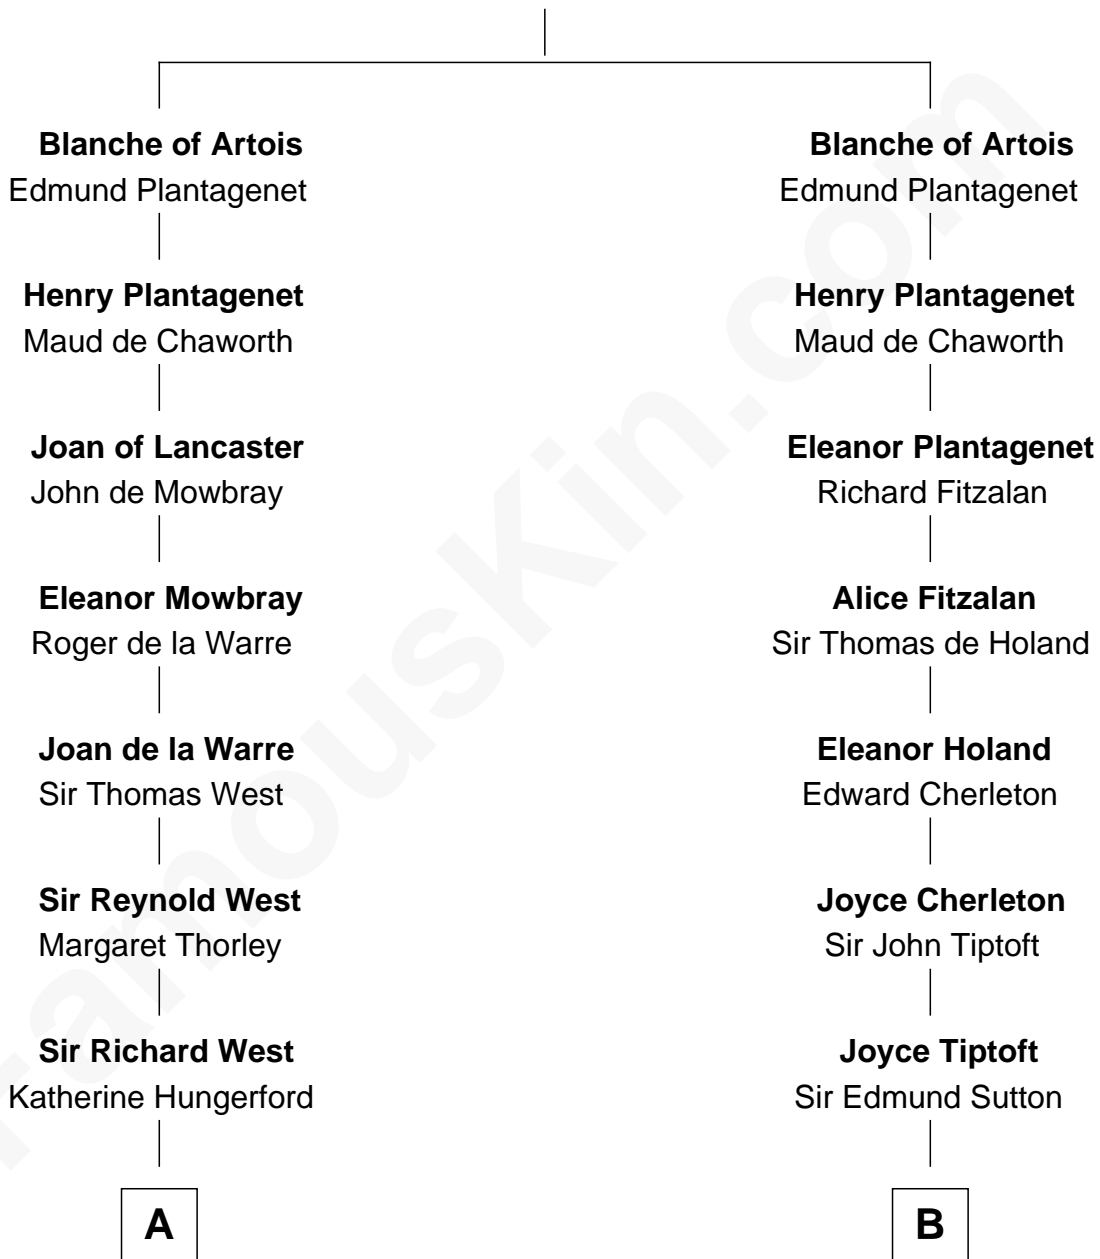 Blanche of Artois
Edmund Plantagenet
Henry Plantagenet
Maud de Chaworth
Joan of Lancaster
John de Mowbray
Eleanor Mowbray
Roger de la Warre
Joan de la Warre
Sir Thomas West
Sir Reynold West
Margaret Thorley
Sir Richard West
Katherine Hungerford
A
Blanche of Artois
Edmund Plantagenet
Henry Plantagenet
Maud de Chaworth
Eleanor Plantagenet
Richard Fitzalan
Alice Fitzalan
Sir Thomas de Holand
Eleanor Holand
Edward Cherleton
Joyce Cherleton
Sir John Tiptoft
Joyce Tiptoft
Sir Edmund Sutton
B
famouskin.com